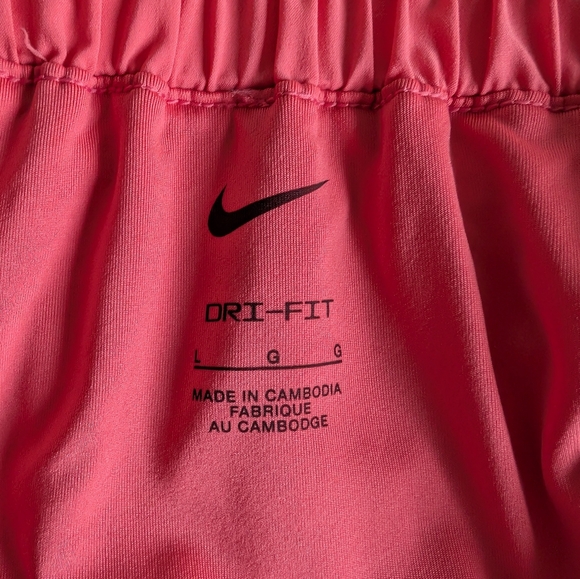 DRI-FIT
L G G
MADE IN CAMBODIA
FABRIQUE
AU CAMBODGE